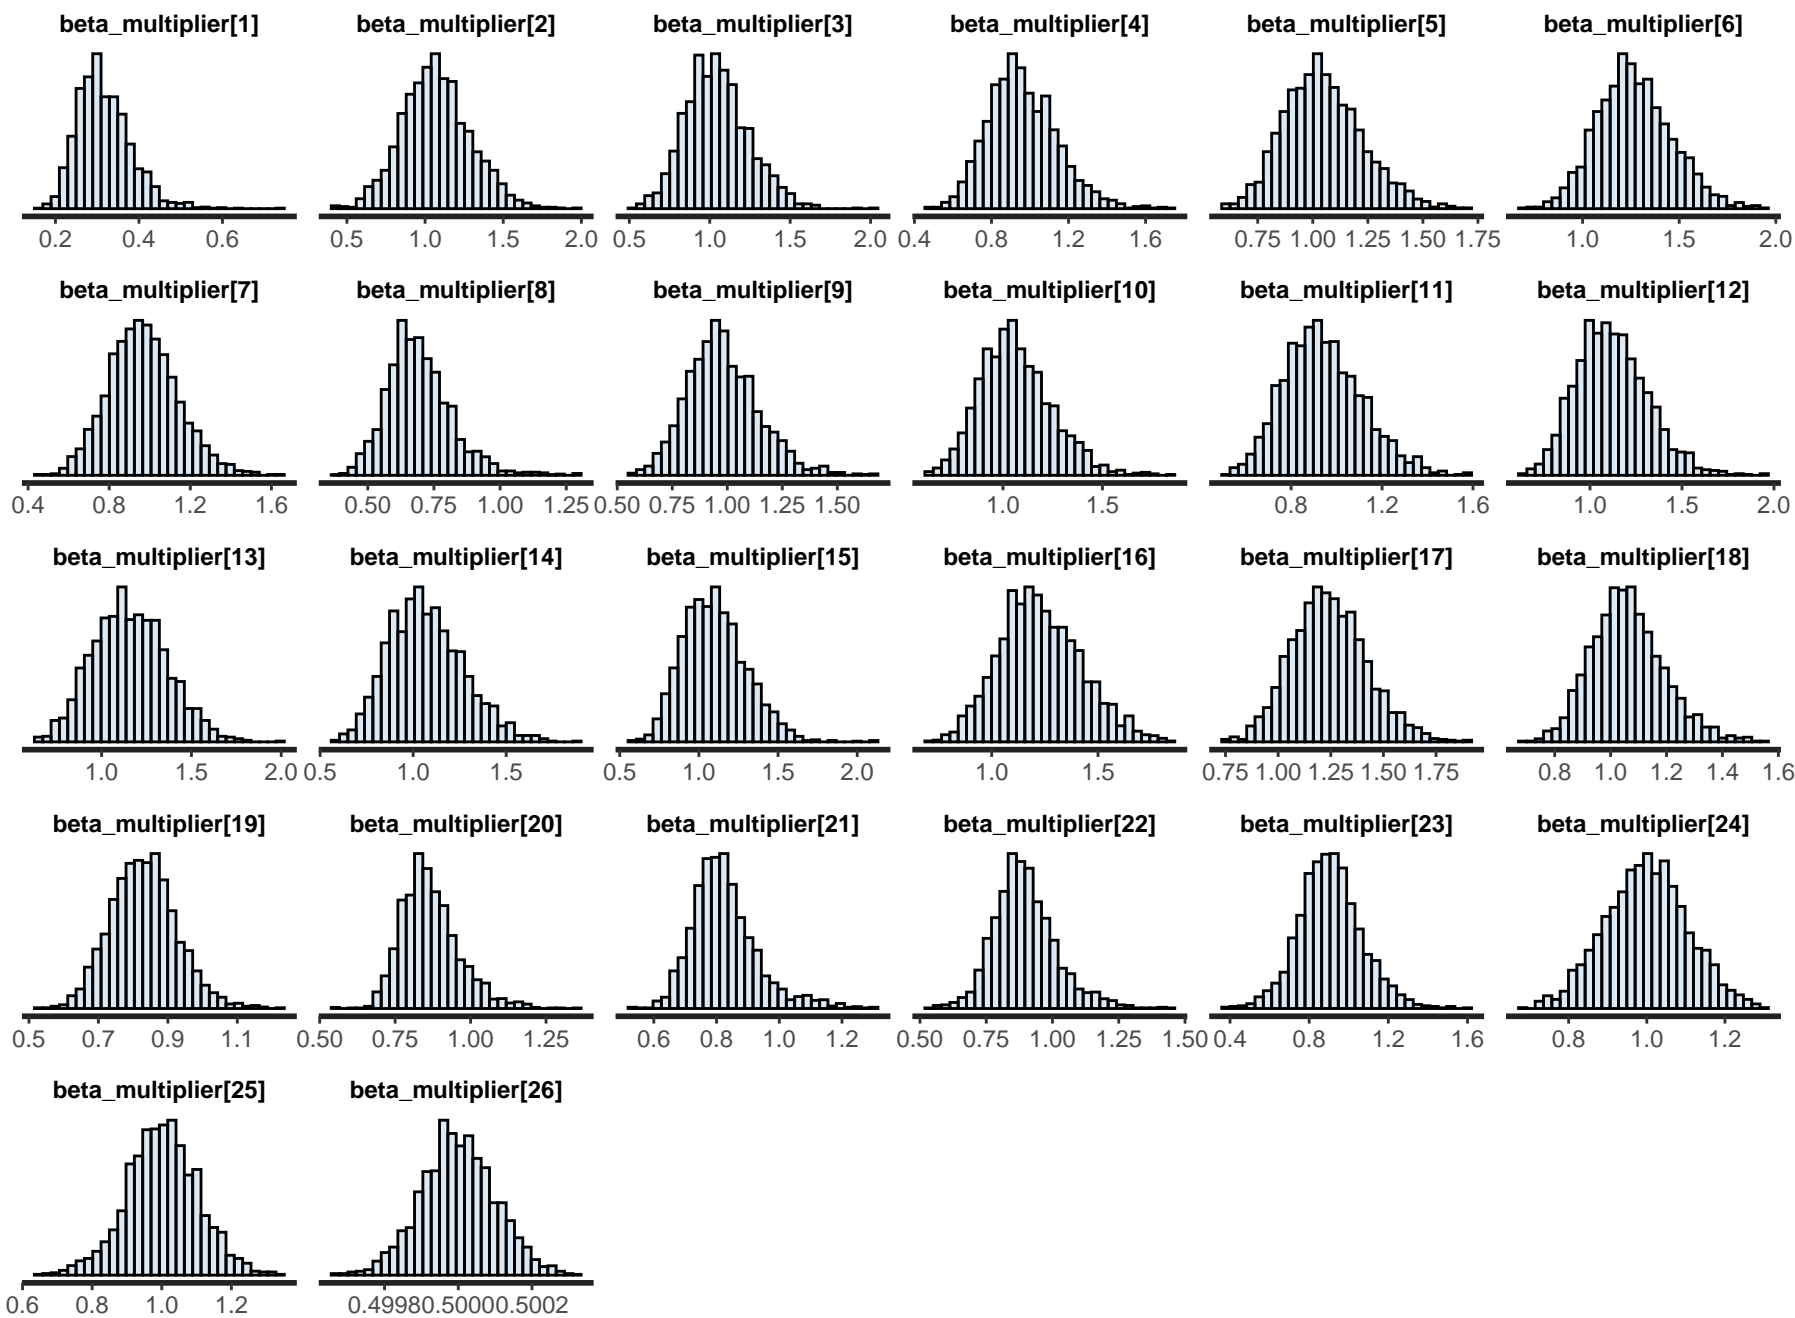 beta_multiplier[1] beta_multiplier[2] beta_multiplier[3] beta_multiplier[4] beta_multiplier[5] beta_multiplier[6]
0.2 0.4 0.6 0.5 1.0 1.5 2.0 0.5 1.0 1.5 2.0 0.4 0.8 1.2 1.6 0.75 1.00 1.25 1.50 1.75 1.0 1.5 2.0
beta_multiplier[7] beta_multiplier[8] beta_multiplier[9] beta_multiplier[10] beta_multiplier[11] beta_multiplier[12]
0.4 0.8 1.2 1.6 0.50 0.75 1.00 1.25 0.50 0.75 1.00 1.25 1.50 1.0 1.5 0.8 1.2 1.6 1.0 1.5 2.0
beta_multiplier[13] beta_multiplier[14] beta_multiplier[15] beta_multiplier[16] beta_multiplier[17] beta_multiplier[18]
1.0 1.5 2.0 0.5 1.0 1.5 0.5 1.0 1.5 2.0 1.0 1.5 0.75 1.00 1.25 1.50 1.75 0.8 1.0 1.2 1.4 1.6
beta_multiplier[19] beta_multiplier[20] beta_multiplier[21] beta_multiplier[22] beta_multiplier[23] beta_multiplier[24]
0.5 0.7 0.9 1.1 0.50 0.75 1.00 1.25 0.6 0.8 1.0 1.2 0.50 0.75 1.00 1.25 1.50 0.4 0.8 1.2 1.6 0.8 1.0 1.2
beta_multiplier[25] beta_multiplier[26]
0.6 0.8 1.0 1.2 0.4998 0.5000 0.5002